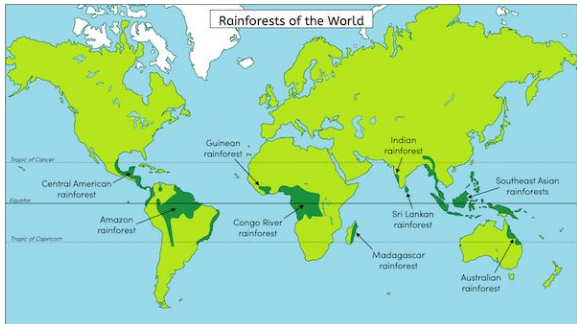 Rainforests of the World
Guinean
rainforest
Indian
rainforest
Tropic of Cancer
Central American
rainforest
Southeast Asian
rainforests
Equator
Amazon
rainforest
Congo River
rainforest
Sri Lankan
rainforest
Tropic of Capricorn
Madagascar
rainforest
Australian
rainforest